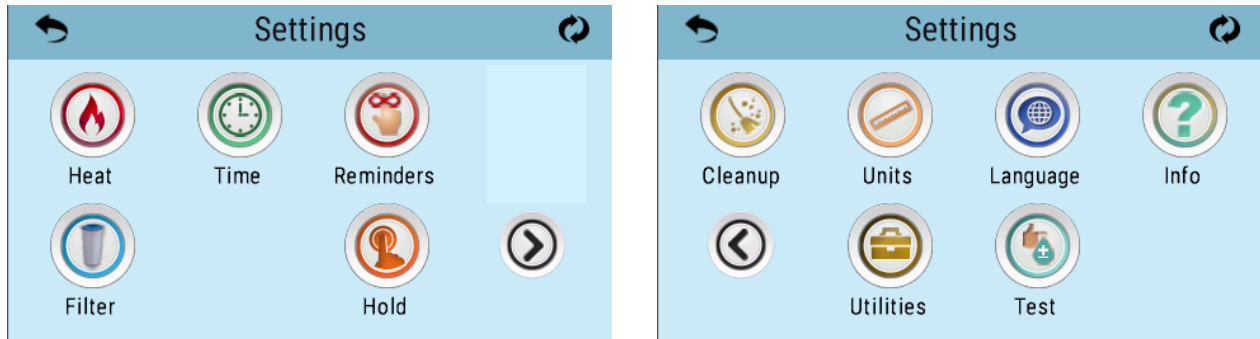 Settings
Heat Time Reminders
Filter Hold
Settings
Cleanup Units Language Info
Utilities Test